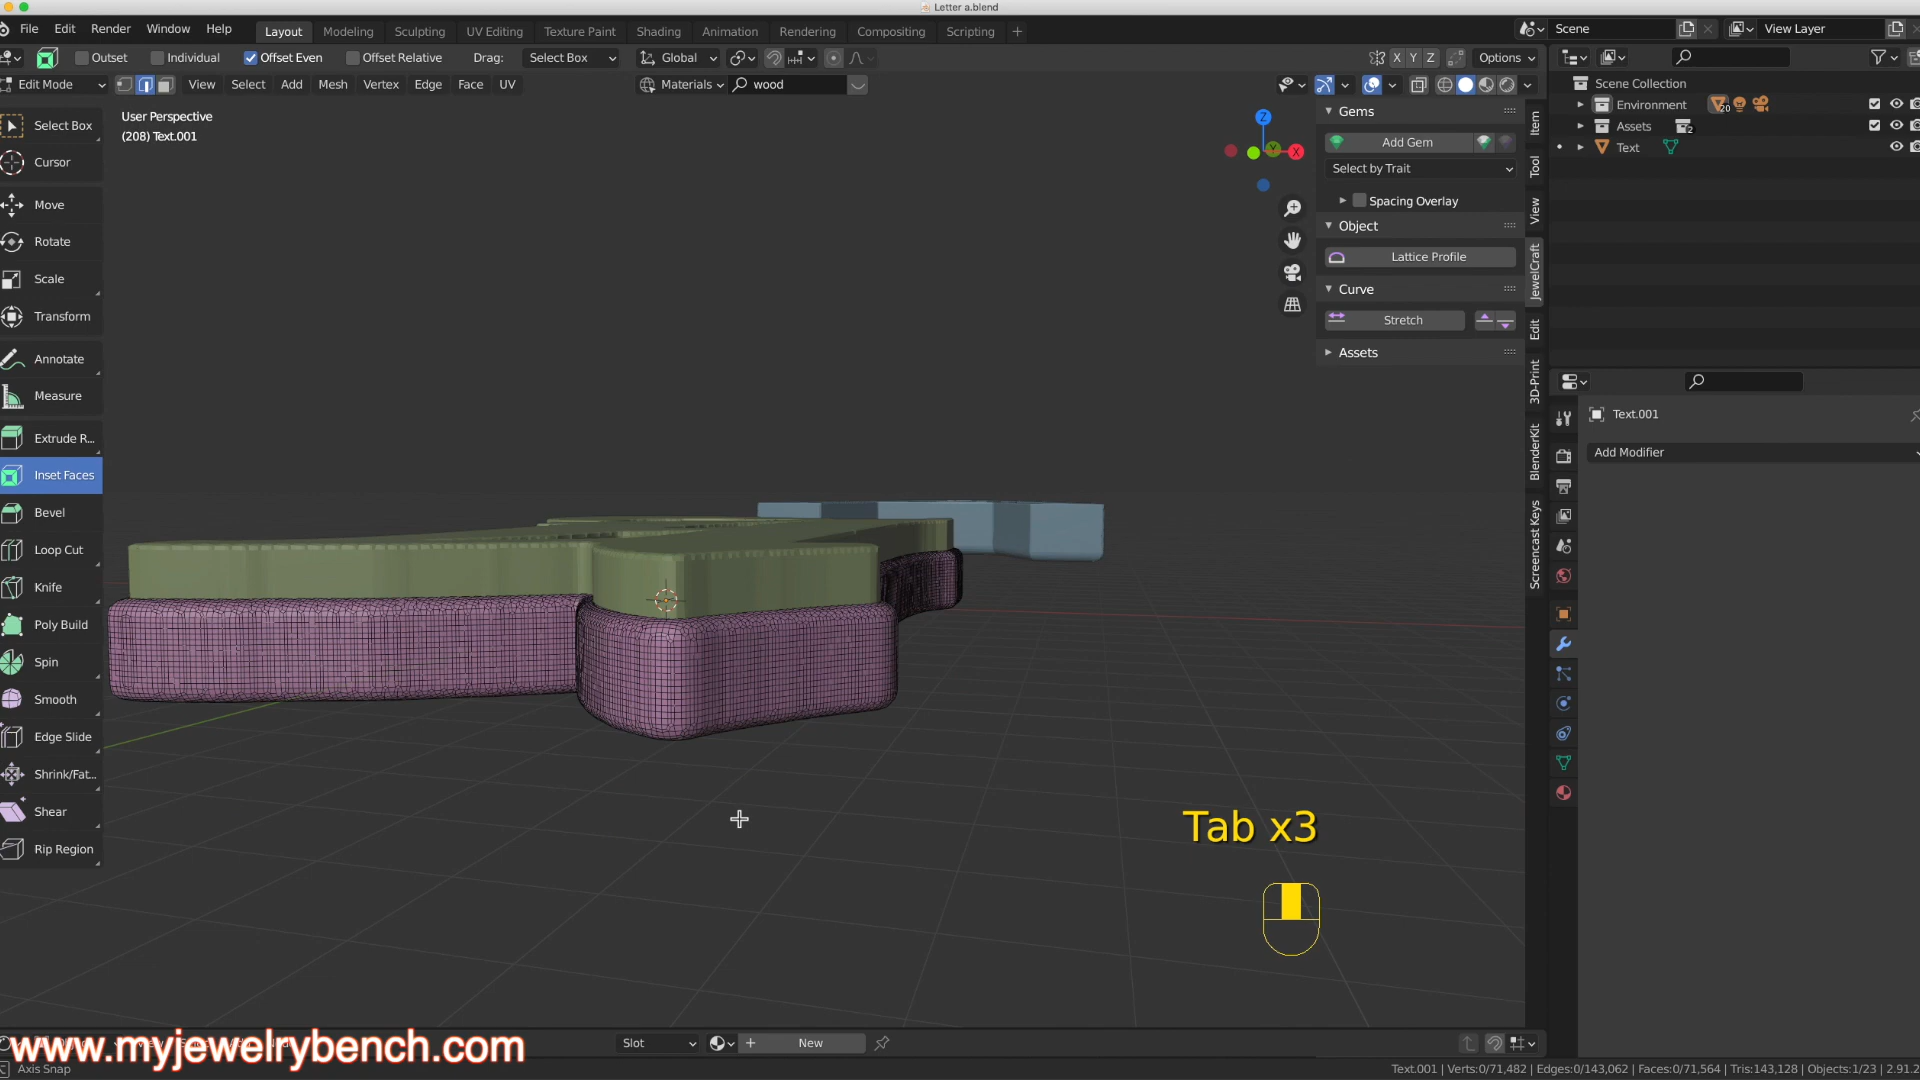 Letter a.blend
File Edit Render Window Help Layout Modeling Sculpting UV Editing Texture Paint Shading Animation Rendering Compositing Scripting + Scene View Layer
Outset Individual Offset Even Offset Relative Drag: Select Box Global X Y Z Options
Edit Mode View Select Add Mesh Vertex Edge Face UV Materials wood
User Perspective
(208) Text.001
Select Box
Cursor
Move
Rotate
Scale
Transform
Annotate
Measure
Extrude R...
Inset Faces
Bevel
Loop Cut
Knife
Poly Build
Spin
Smooth
Edge Slide
Shrink/Fat...
Shear
Rip Region
Z
X
Gems
Add Gem
Select by Trait
Spacing Overlay
Object
Lattice Profile
Curve
Stretch
Assets
Item
Tool
View
JewelCraft
Edit
3D-Print
BlenderKit
Screencast Keys
Scene Collection
Environment 20
Assets 2
Text
Text.001
Add Modifier
Tab x3
Slot New
www.myjewelrybench.com
Axis Snap
Text.001 | Verts:0/71,482 | Edges:0/143,062 | Faces:0/71,564 | Tris:143,128 | Objects:1/23 | 2.91.2